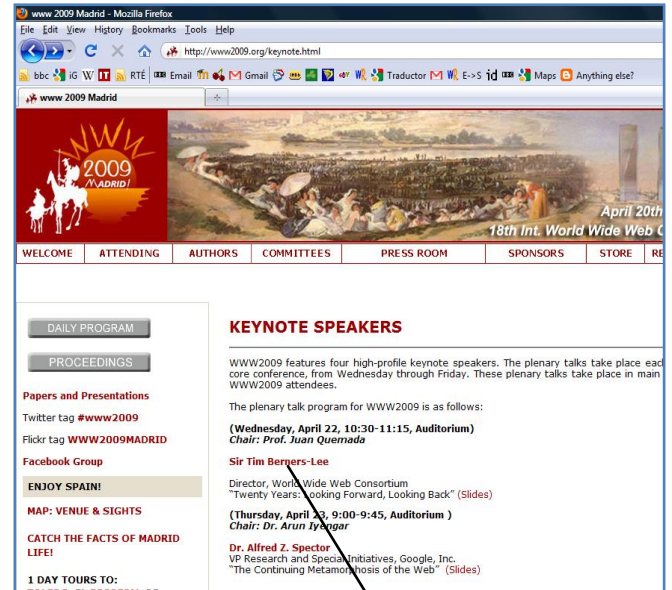 www 2009 Madrid - Mozilla Firefox
File Edit View History Bookmarks Tools Help
http://www2009.org/keynote.html
bbc iG W IT RTÉ Email Gmail Traductor E->S id Maps Anything else?
www 2009 Madrid
WWW
2009
MADRID!
April 20th
18th Int. World Wide Web C
WELCOME ATTENDING AUTHORS COMMITTEES PRESS ROOM SPONSORS STORE RE
DAILY PROGRAM
PROCEEDINGS
Papers and Presentations
Twitter tag #www2009
Flickr tag WWW2009MADRID
Facebook Group
ENJOY SPAIN!
MAP: VENUE & SIGHTS
CATCH THE FACTS OF MADRID
LIFE!
1 DAY TOURS TO:
KEYNOTE SPEAKERS
WWW2009 features four high-profile keynote speakers. The plenary talks take place each
core conference, from Wednesday through Friday. These plenary talks take place in main
WWW2009 attendees.
The plenary talk program for WWW2009 is as follows:
(Wednesday, April 22, 10:30-11:15, Auditorium)
Chair: Prof. Juan Quemada
Sir Tim Berners-Lee
Director, World Wide Web Consortium
"Twenty Years: Looking Forward, Looking Back" (Slides)
(Thursday, April 23, 9:00-9:45, Auditorium )
Chair: Dr. Arun Iyengar
Dr. Alfred Z. Spector
VP Research and Special Initiatives, Google, Inc.
"The Continuing Metamorphosis of the Web" (Slides)